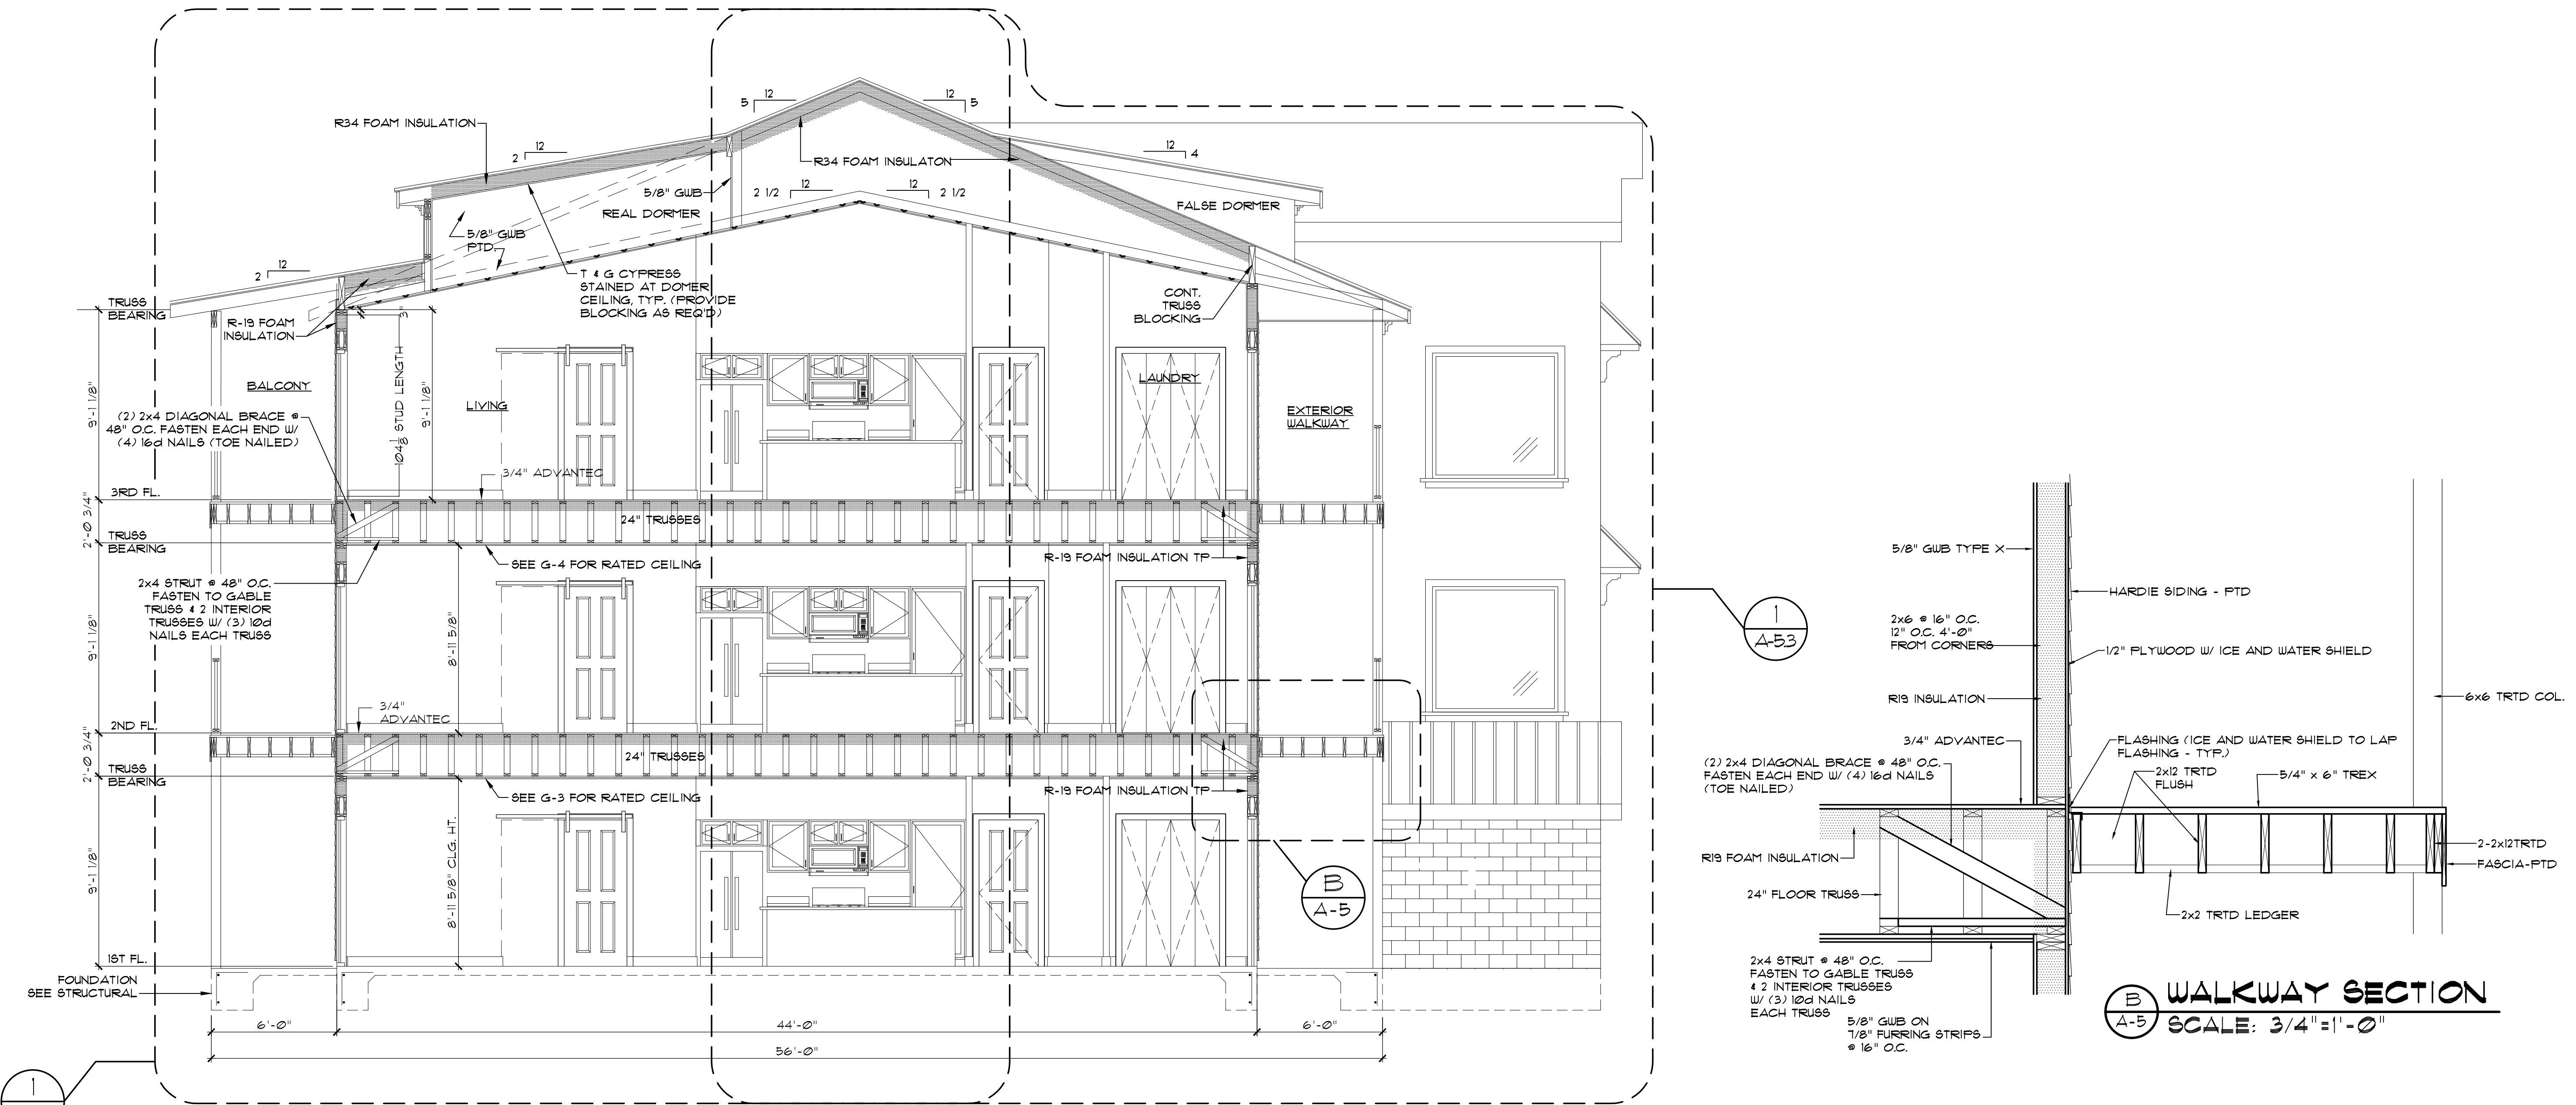 12
5
12
5
R34 FOAM INSULATION
12
2
R34 FOAM INSULATON
12
4
5/8" GWB
2 1/2
12
12
2 1/2
REAL DORMER
FALSE DORMER
5/8" GWB
PTD.
12
2
T & G CYPRESS
STAINED AT DOMER
CEILING, TYP. (PROVIDE
BLOCKING AS REQ'D)
CONT.
TRUSS
BLOCKING
TRUSS
BEARING
R-19 FOAM
INSULATION
3"
BALCONY
LIVING
LAUNDRY
EXTERIOR
WALKWAY
9'-1 1/8"
104 1/8 STUD LENGTH
9'-1 1/8"
(2) 2x4 DIAGONAL BRACE @
48" O.C. FASTEN EACH END W/
(4) 16d NAILS (TOE NAILED)
3/4" ADVANTEC
3RD FL.
2'-0 3/4"
24" TRUSSES
TRUSS
BEARING
SEE G-4 FOR RATED CEILING
R-19 FOAM INSULATION TP
2x4 STRUT @ 48" O.C.
FASTEN TO GABLE
TRUSS & 2 INTERIOR
TRUSSES W/ (3) 10d
NAILS EACH TRUSS
9'-1 1/8"
8'-11 5/8"
1
A-5.3
3/4"
ADVANTEC
2ND FL.
2'-0 3/4"
24" TRUSSES
TRUSS
BEARING
SEE G-3 FOR RATED CEILING
R-19 FOAM INSULATION TP
9'-1 1/8"
8'-11 5/8" CLG. HT.
B
A-5
1ST FL.
FOUNDATION
SEE STRUCTURAL
6'-0"
44'-0"
6'-0"
56'-0"
1
5/8" GWB TYPE X
HARDIE SIDING - PTD
2x6 @ 16" O.C.
12" O.C. 4'-0"
FROM CORNERS
1/2" PLYWOOD W/ ICE AND WATER SHIELD
R19 INSULATION
6x6 TRTD COL.
3/4" ADVANTEC
FLASHING (ICE AND WATER SHIELD TO LAP
FLASHING - TYP.)
(2) 2x4 DIAGONAL BRACE @ 48" O.C.
FASTEN EACH END W/ (4) 16d NAILS
(TOE NAILED)
2x12 TRTD
FLUSH
5/4" x 6" TREX
R19 FOAM INSULATION
2-2x12TRTD
FASCIA-PTD
24" FLOOR TRUSS
2x2 TRTD LEDGER
2x4 STRUT @ 48" O.C.
FASTEN TO GABLE TRUSS
& 2 INTERIOR TRUSSES
W/ (3) 10d NAILS
EACH TRUSS
5/8" GWB ON
7/8" FURRING STRIPS
@ 16" O.C.
B
A-5
WALKWAY SECTION
SCALE: 3/4"=1'-0"